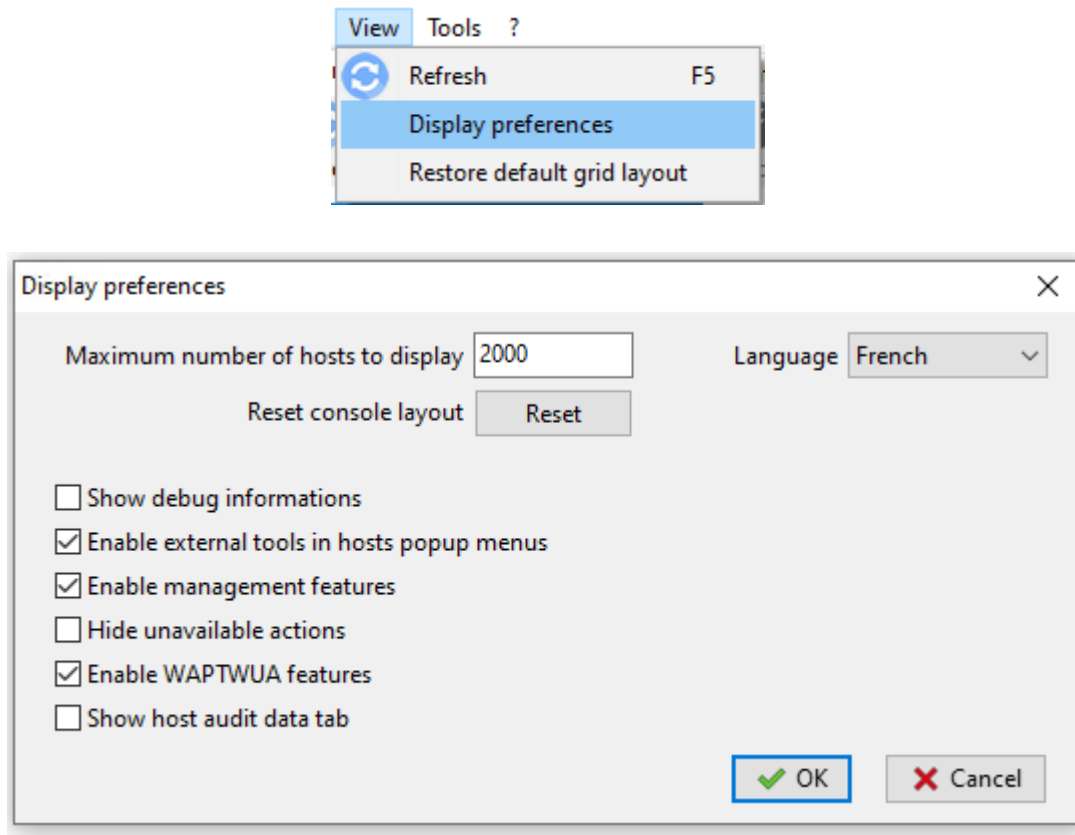 View Tools ?
Refresh F5
Display preferences
Restore default grid layout
Display preferences
Maximum number of hosts to display 2000 Language French
Reset console layout Reset
Show debug informations
Enable external tools in hosts popup menus
Enable management features
Hide unavailable actions
Enable WAPTWUA features
Show host audit data tab
OK Cancel